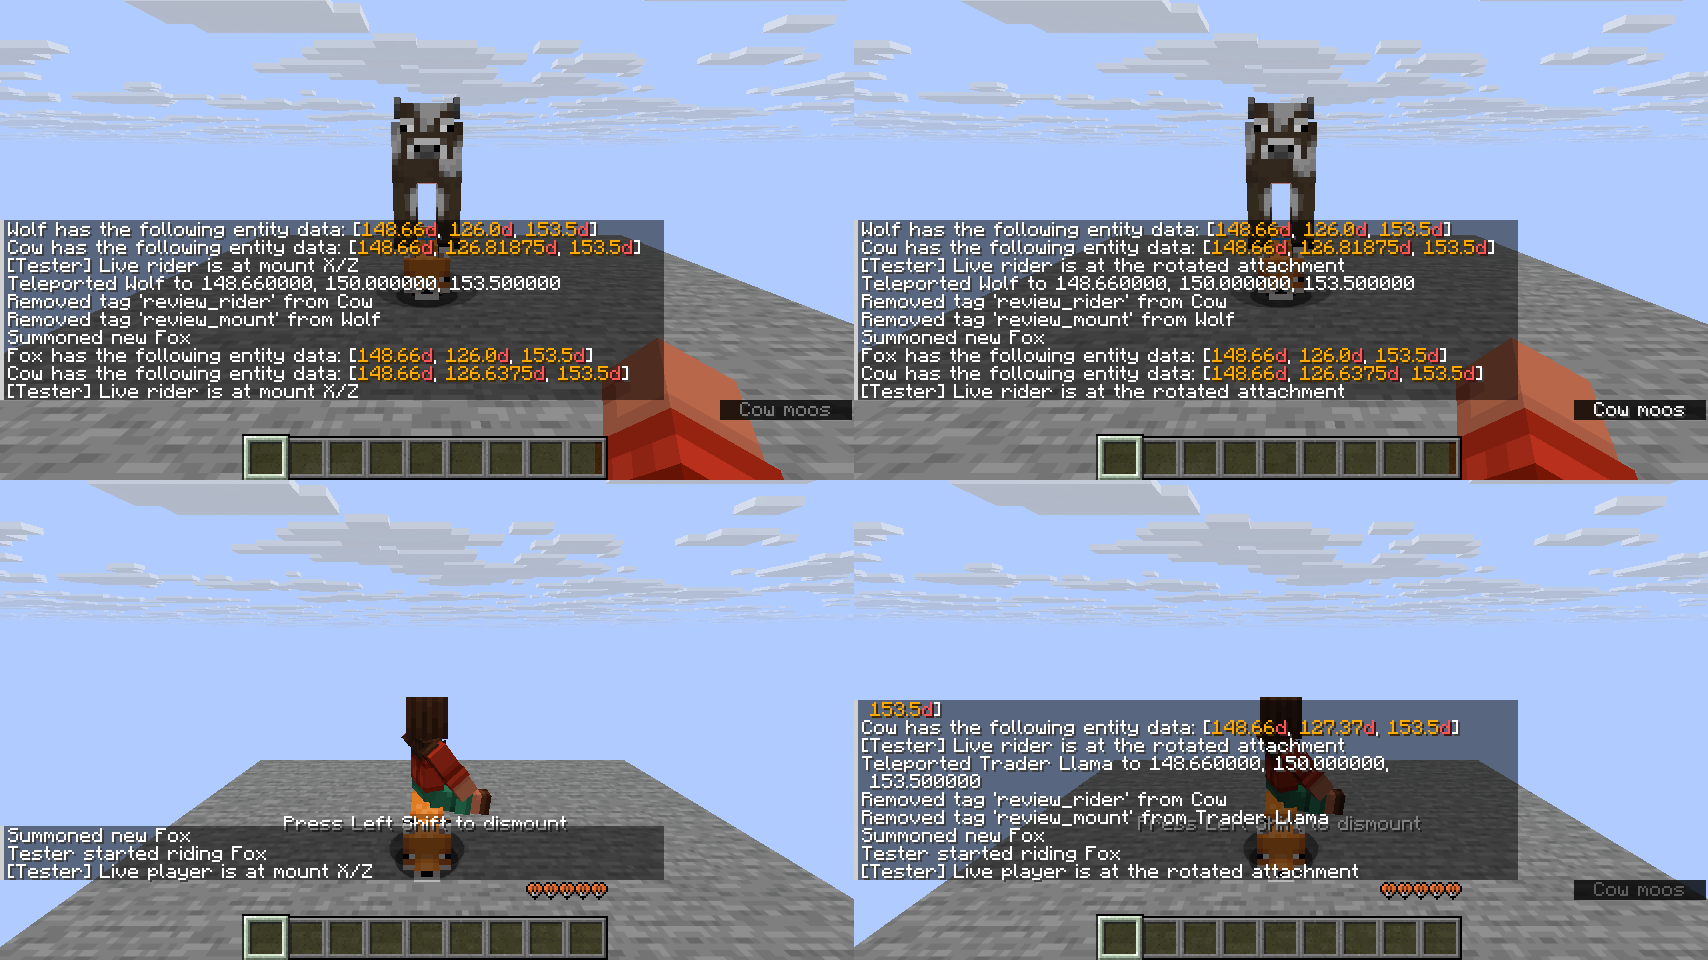 Wolf has the following entity data: [148.66d, 126.0d, 153.5d]
Cow has the following entity data: [148.66d, 126.81875d, 153.5d]
[Tester] Live rider is at mount X/Z
Teleported Wolf to 148.660000, 150.000000, 153.500000
Removed tag 'review_rider' from Cow
Removed tag 'review_mount' from Wolf
Summoned new Fox
Fox has the following entity data: [148.66d, 126.0d, 153.5d]
Cow has the following entity data: [148.66d, 126.6375d, 153.5d]
[Tester] Live rider is at mount X/Z
Cow moos
Wolf has the following entity data: [148.66d, 126.0d, 153.5d]
Cow has the following entity data: [148.66d, 126.81875d, 153.5d]
[Tester] Live rider is at the rotated attachment
Teleported Wolf to 148.660000, 150.000000, 153.500000
Removed tag 'review_rider' from Cow
Removed tag 'review_mount' from Wolf
Summoned new Fox
Fox has the following entity data: [148.66d, 126.0d, 153.5d]
Cow has the following entity data: [148.66d, 126.6375d, 153.5d]
[Tester] Live rider is at the rotated attachment
Cow moos
Press Left Shift to dismount
Summoned new Fox
Tester started riding Fox
[Tester] Live player is at mount X/Z
153.5d]
Cow has the following entity data: [148.66d, 127.37d, 153.5d]
[Tester] Live rider is at the rotated attachment
Teleported Trader Llama to 148.660000, 150.000000,
153.500000
Removed tag 'review_rider' from Cow
Removed tag 'review_mount' from Trader Llama
Press Left Shift to dismount
Summoned new Fox
Tester started riding Fox
[Tester] Live player is at the rotated attachment
Cow moos